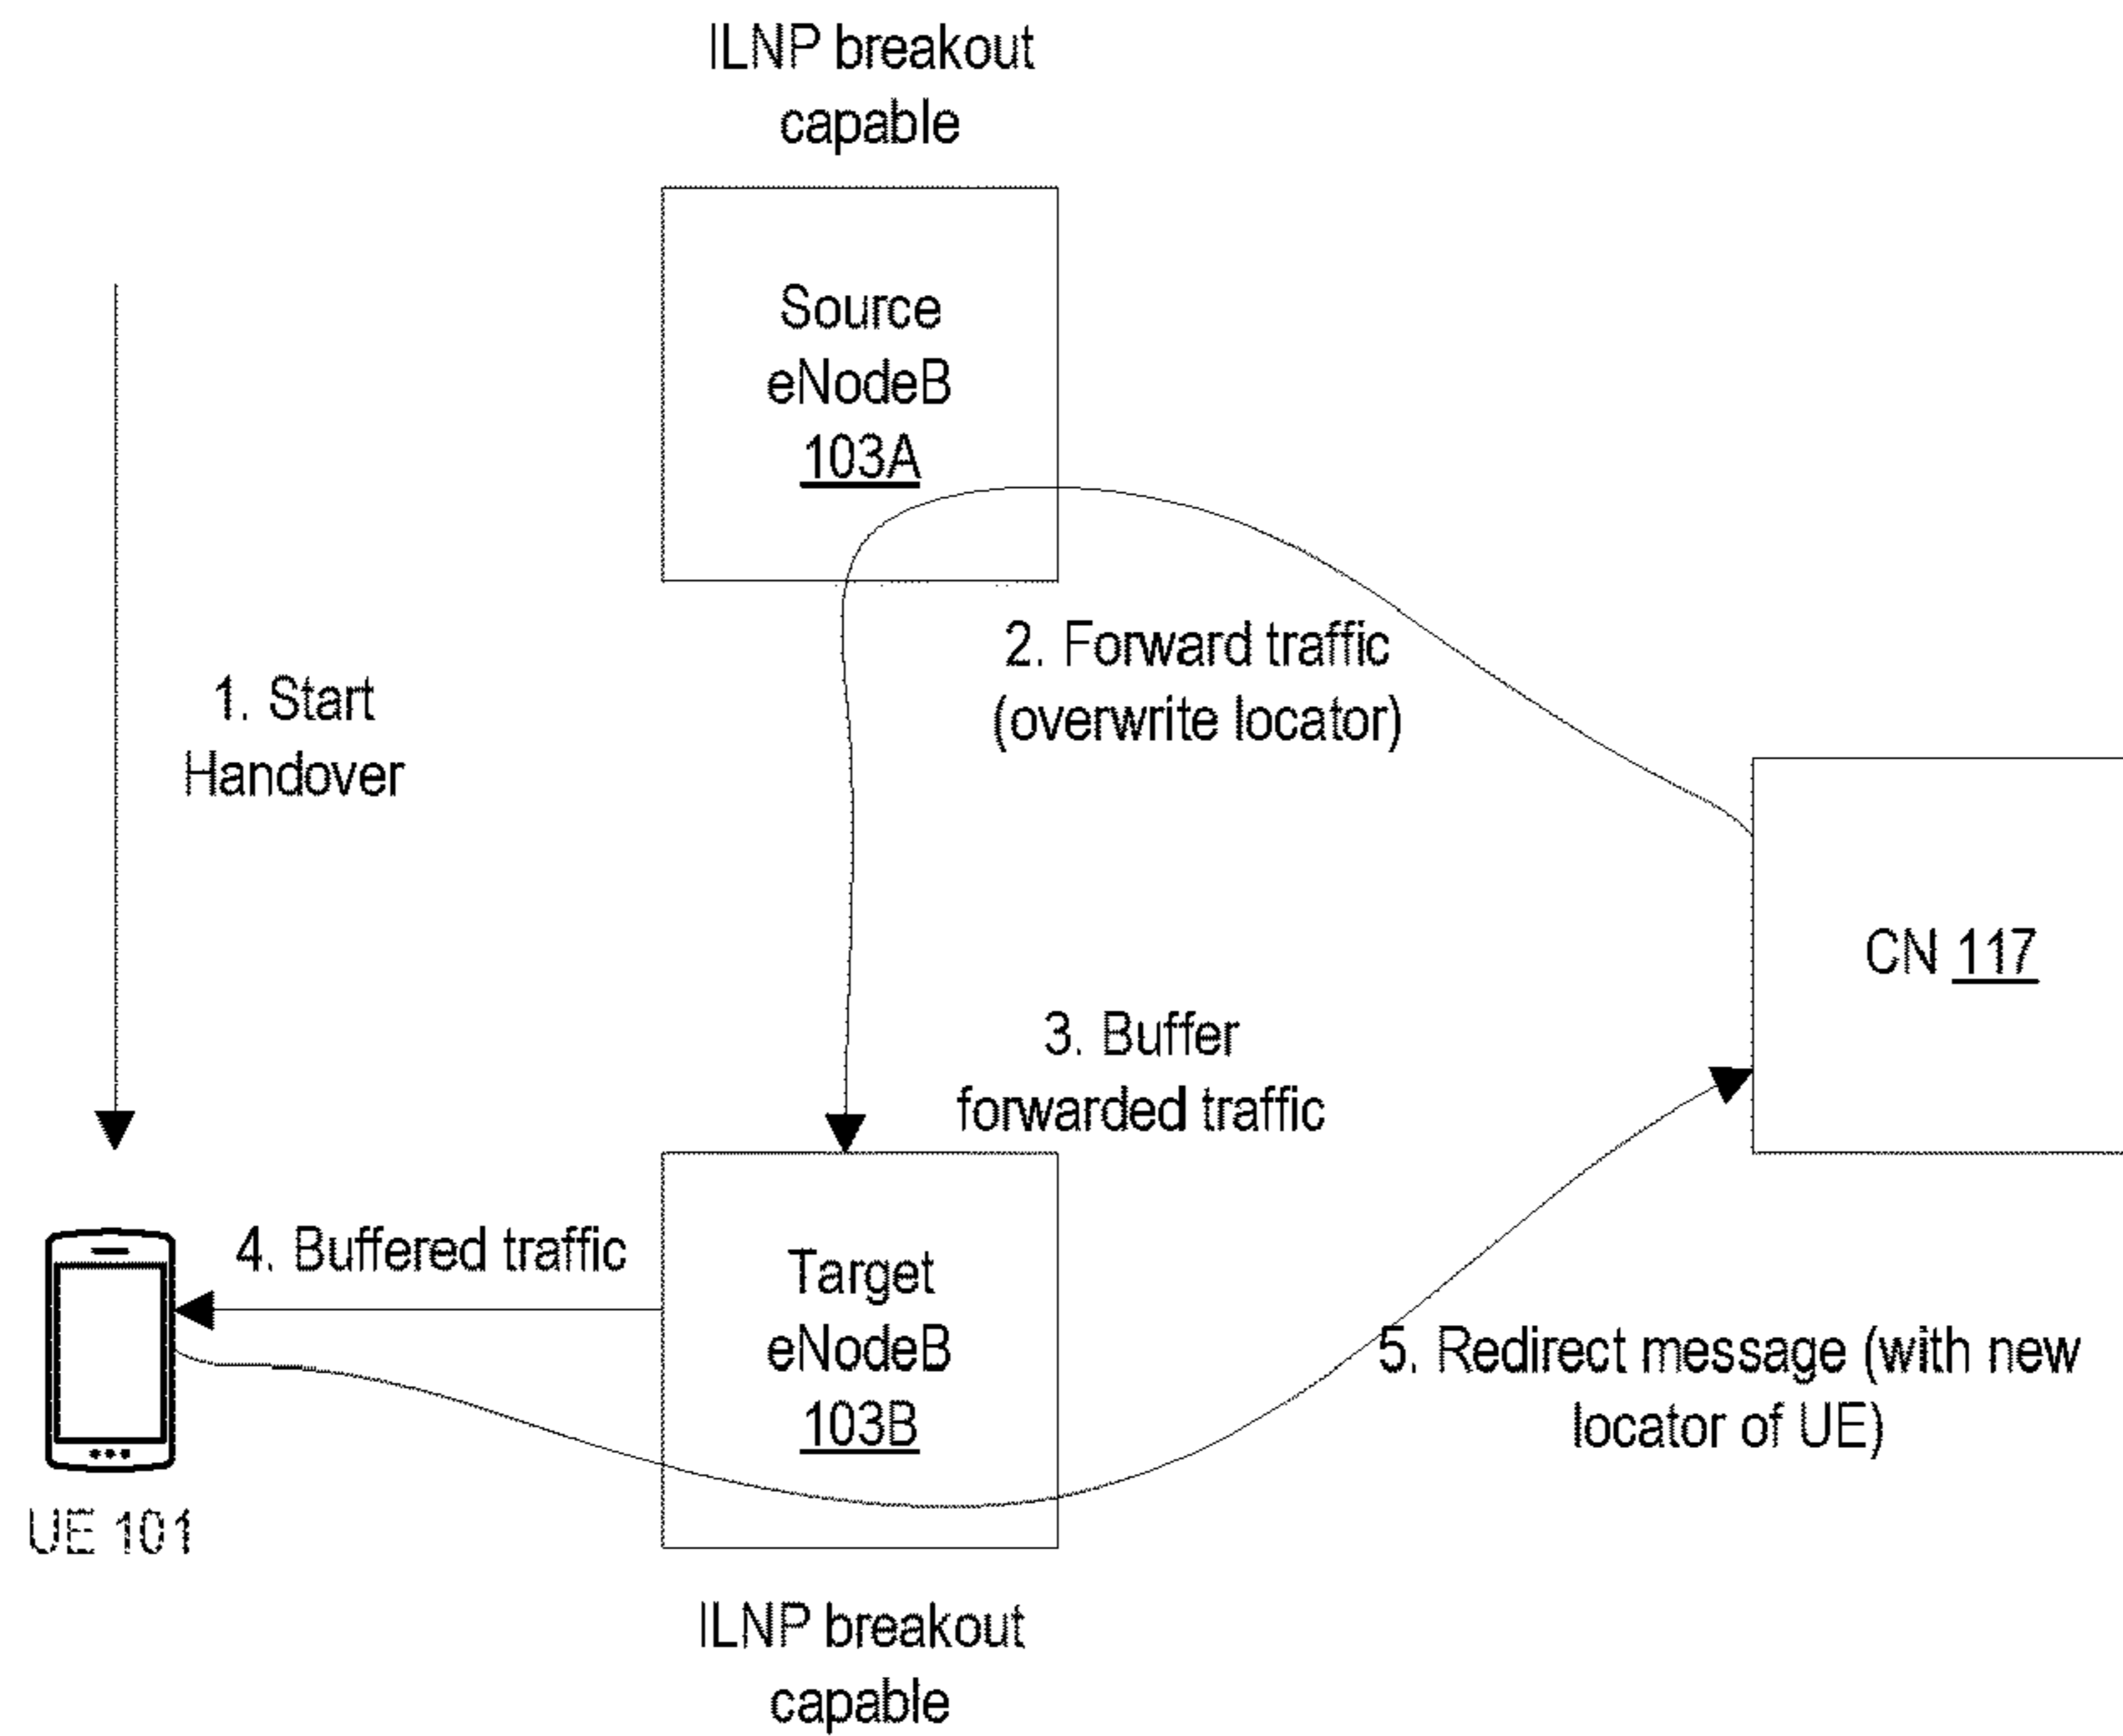 ILNP breakout
capable
Source
eNodeB
103A
2. Forward traffic
(overwrite locator)
1. Start
Handover
CN 117
3. Buffer
forwarded traffic
4. Buffered traffic
Target
eNodeB
103B
5. Redirect message (with new
locator of UE)
UE 101
ILNP breakout
capable